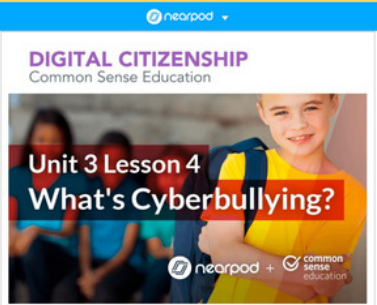 nearpod
DIGITAL CITIZENSHIP
Common Sense Education
Unit 3 Lesson 4
What's Cyberbullying?
nearpod + common
sense
education